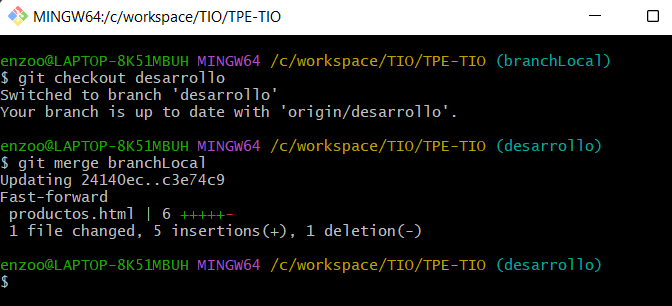 MINGW64:/c/workspace/TIO/TPE-TIO
enzoo@LAPTOP-8K51MBUH MINGW64 /c/workspace/TIO/TPE-TIO (branchLocal)
$ git checkout desarrollo
Switched to branch 'desarrollo'
Your branch is up to date with 'origin/desarrollo'.
enzoo@LAPTOP-8K51MBUH MINGW64 /c/workspace/TIO/TPE-TIO (desarrollo)
$ git merge branchLocal
Updating 24140ec..c3e74c9
Fast-forward
 productos.html | 6 +++++-
 1 file changed, 5 insertions(+), 1 deletion(-)
enzoo@LAPTOP-8K51MBUH MINGW64 /c/workspace/TIO/TPE-TIO (desarrollo)
$